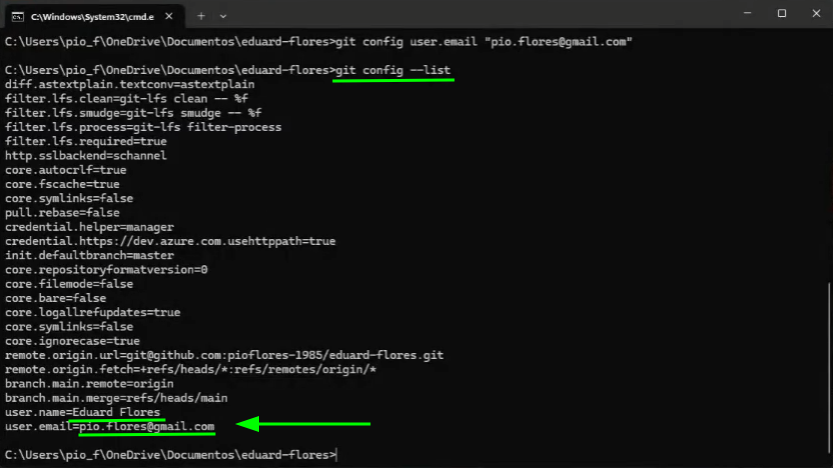 C:\Windows\System32\cmd.e
C:\Users\pio_f\OneDrive\Documentos\eduard-flores>git config user.email "pio.flores@gmail.com"
C:\Users\pio_f\OneDrive\Documentos\eduard-flores>git config --list
diff.astextplain.textconv=astextplain
filter.lfs.clean=git-lfs clean -- %f
filter.lfs.smudge=git-lfs smudge -- %f
filter.lfs.process=git-lfs filter-process
filter.lfs.required=true
http.sslbackend=schannel
core.autocrlf=true
core.fscache=true
core.symlinks=false
pull.rebase=false
credential.helper=manager
credential.https://dev.azure.com.usehttppath=true
init.defaultbranch=master
core.repositoryformatversion=0
core.filemode=false
core.bare=false
core.logallrefupdates=true
core.symlinks=false
core.ignorecase=true
remote.origin.url=git@github.com:pioflores-1985/eduard-flores.git
remote.origin.fetch=+refs/heads/*:refs/remotes/origin/*
branch.main.remote=origin
branch.main.merge=refs/heads/main
user.name=Eduard Flores
user.email=pio.flores@gmail.com
C:\Users\pio_f\OneDrive\Documentos\eduard-flores>